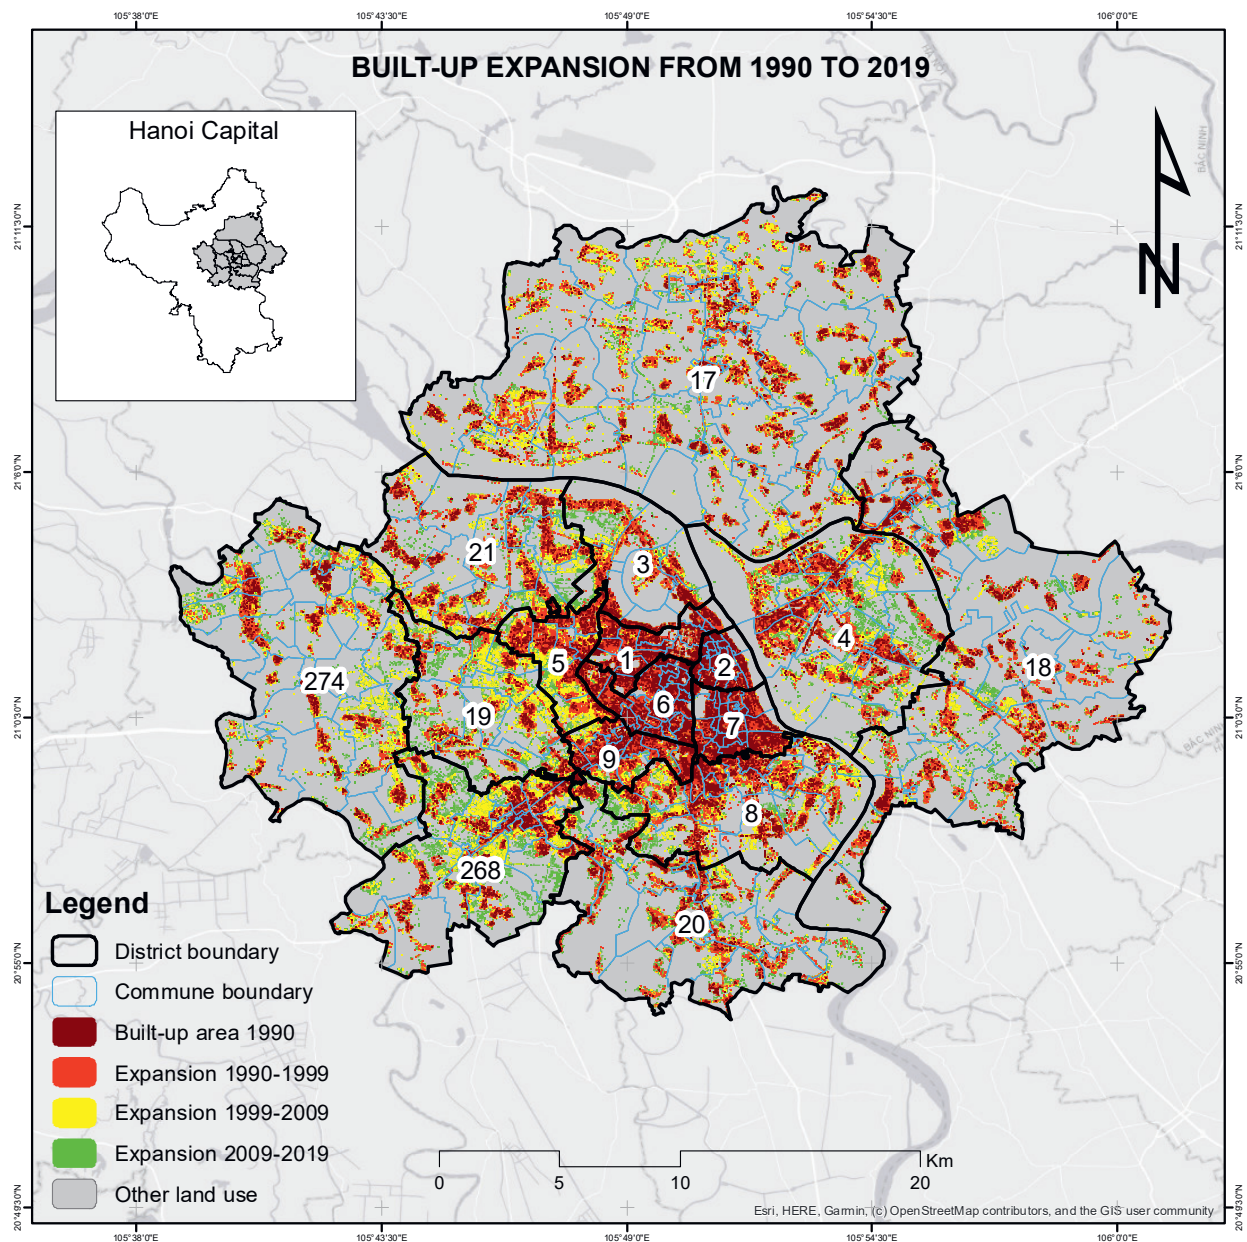 105°38'0"E 105°43'30"E 105°49'0"E 105°54'30"E 106°0'0"E
BUILT-UP EXPANSION FROM 1990 TO 2019
Hanoi Capital
BẮC NINH
N
21°11'30"N 21°11'30"N
17
21°6'0"N 21°6'0"N
21
3
4
5
1
2
18
274
6
19
7
21°0'30"N 21°0'30"N
BẮC NINH
9
8
268
20
Legend
District boundary
Commune boundary
Built-up area 1990
Expansion 1990-1999
Expansion 1999-2009
Expansion 2009-2019
Other land use
20°55'0"N 20°55'0"N
Km
0 5 10 20
20°49'30"N 20°49'30"N
Esri, HERE, Garmin, (c) OpenStreetMap contributors, and the GIS user community
105°38'0"E 105°43'30"E 105°49'0"E 105°54'30"E 106°0'0"E